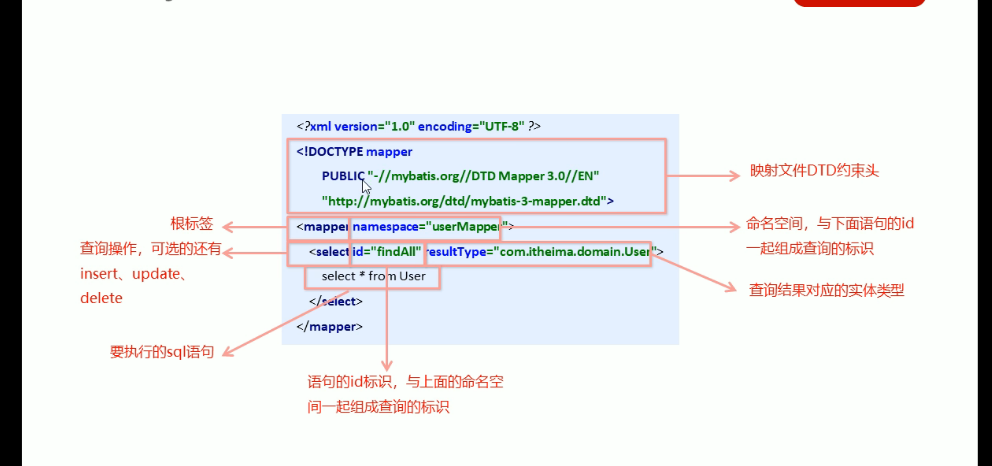 <?xml version="1.0" encoding="UTF-8" ?>
<!DOCTYPE mapper
PUBLIC "-//mybatis.org//DTD Mapper 3.0//EN"
"http://mybatis.org/dtd/mybatis-3-mapper.dtd">
<mapper namespace="userMapper">
<select id="findAll" resultType="com.itheima.domain.User">
select * from User
</select>
</mapper>
映射文件DTD约束头
根标签
命名空间，与下面语句的id
一起组成查询的标识
查询操作，可选的还有
insert、update、
delete
查询结果对应的实体类型
要执行的sql语句
语句的id标识，与上面的命名空
间一起组成查询的标识